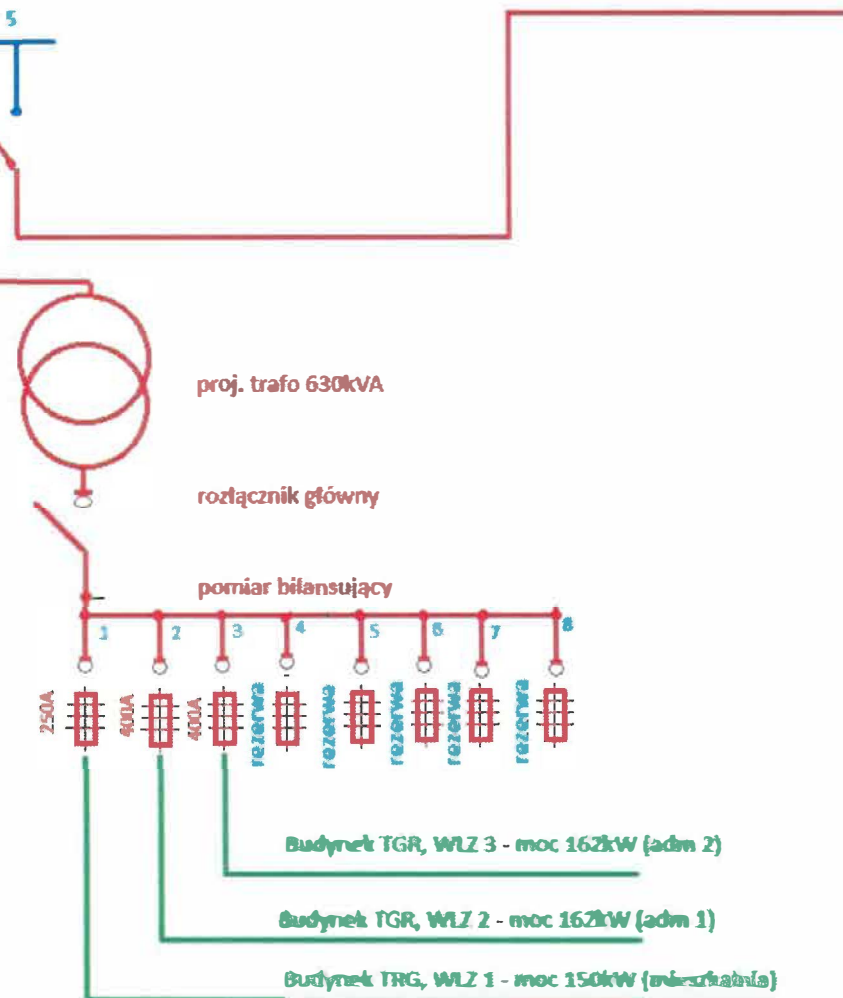 5
proj. trafo 630kVA
rozłącznik główny
pomiar bilansujący
1 2 3 4 5 6 7 8
250A 400A 400A rezerwa rezerwa rezerwa rezerwa rezerwa
Budynek TGR, WLZ 3 - moc 162kW (adm 2)
Budynek TGR, WLZ 2 - moc 162kW (adm 1)
Budynek TRG, WLZ 1 - moc 150kW (mieszkania)